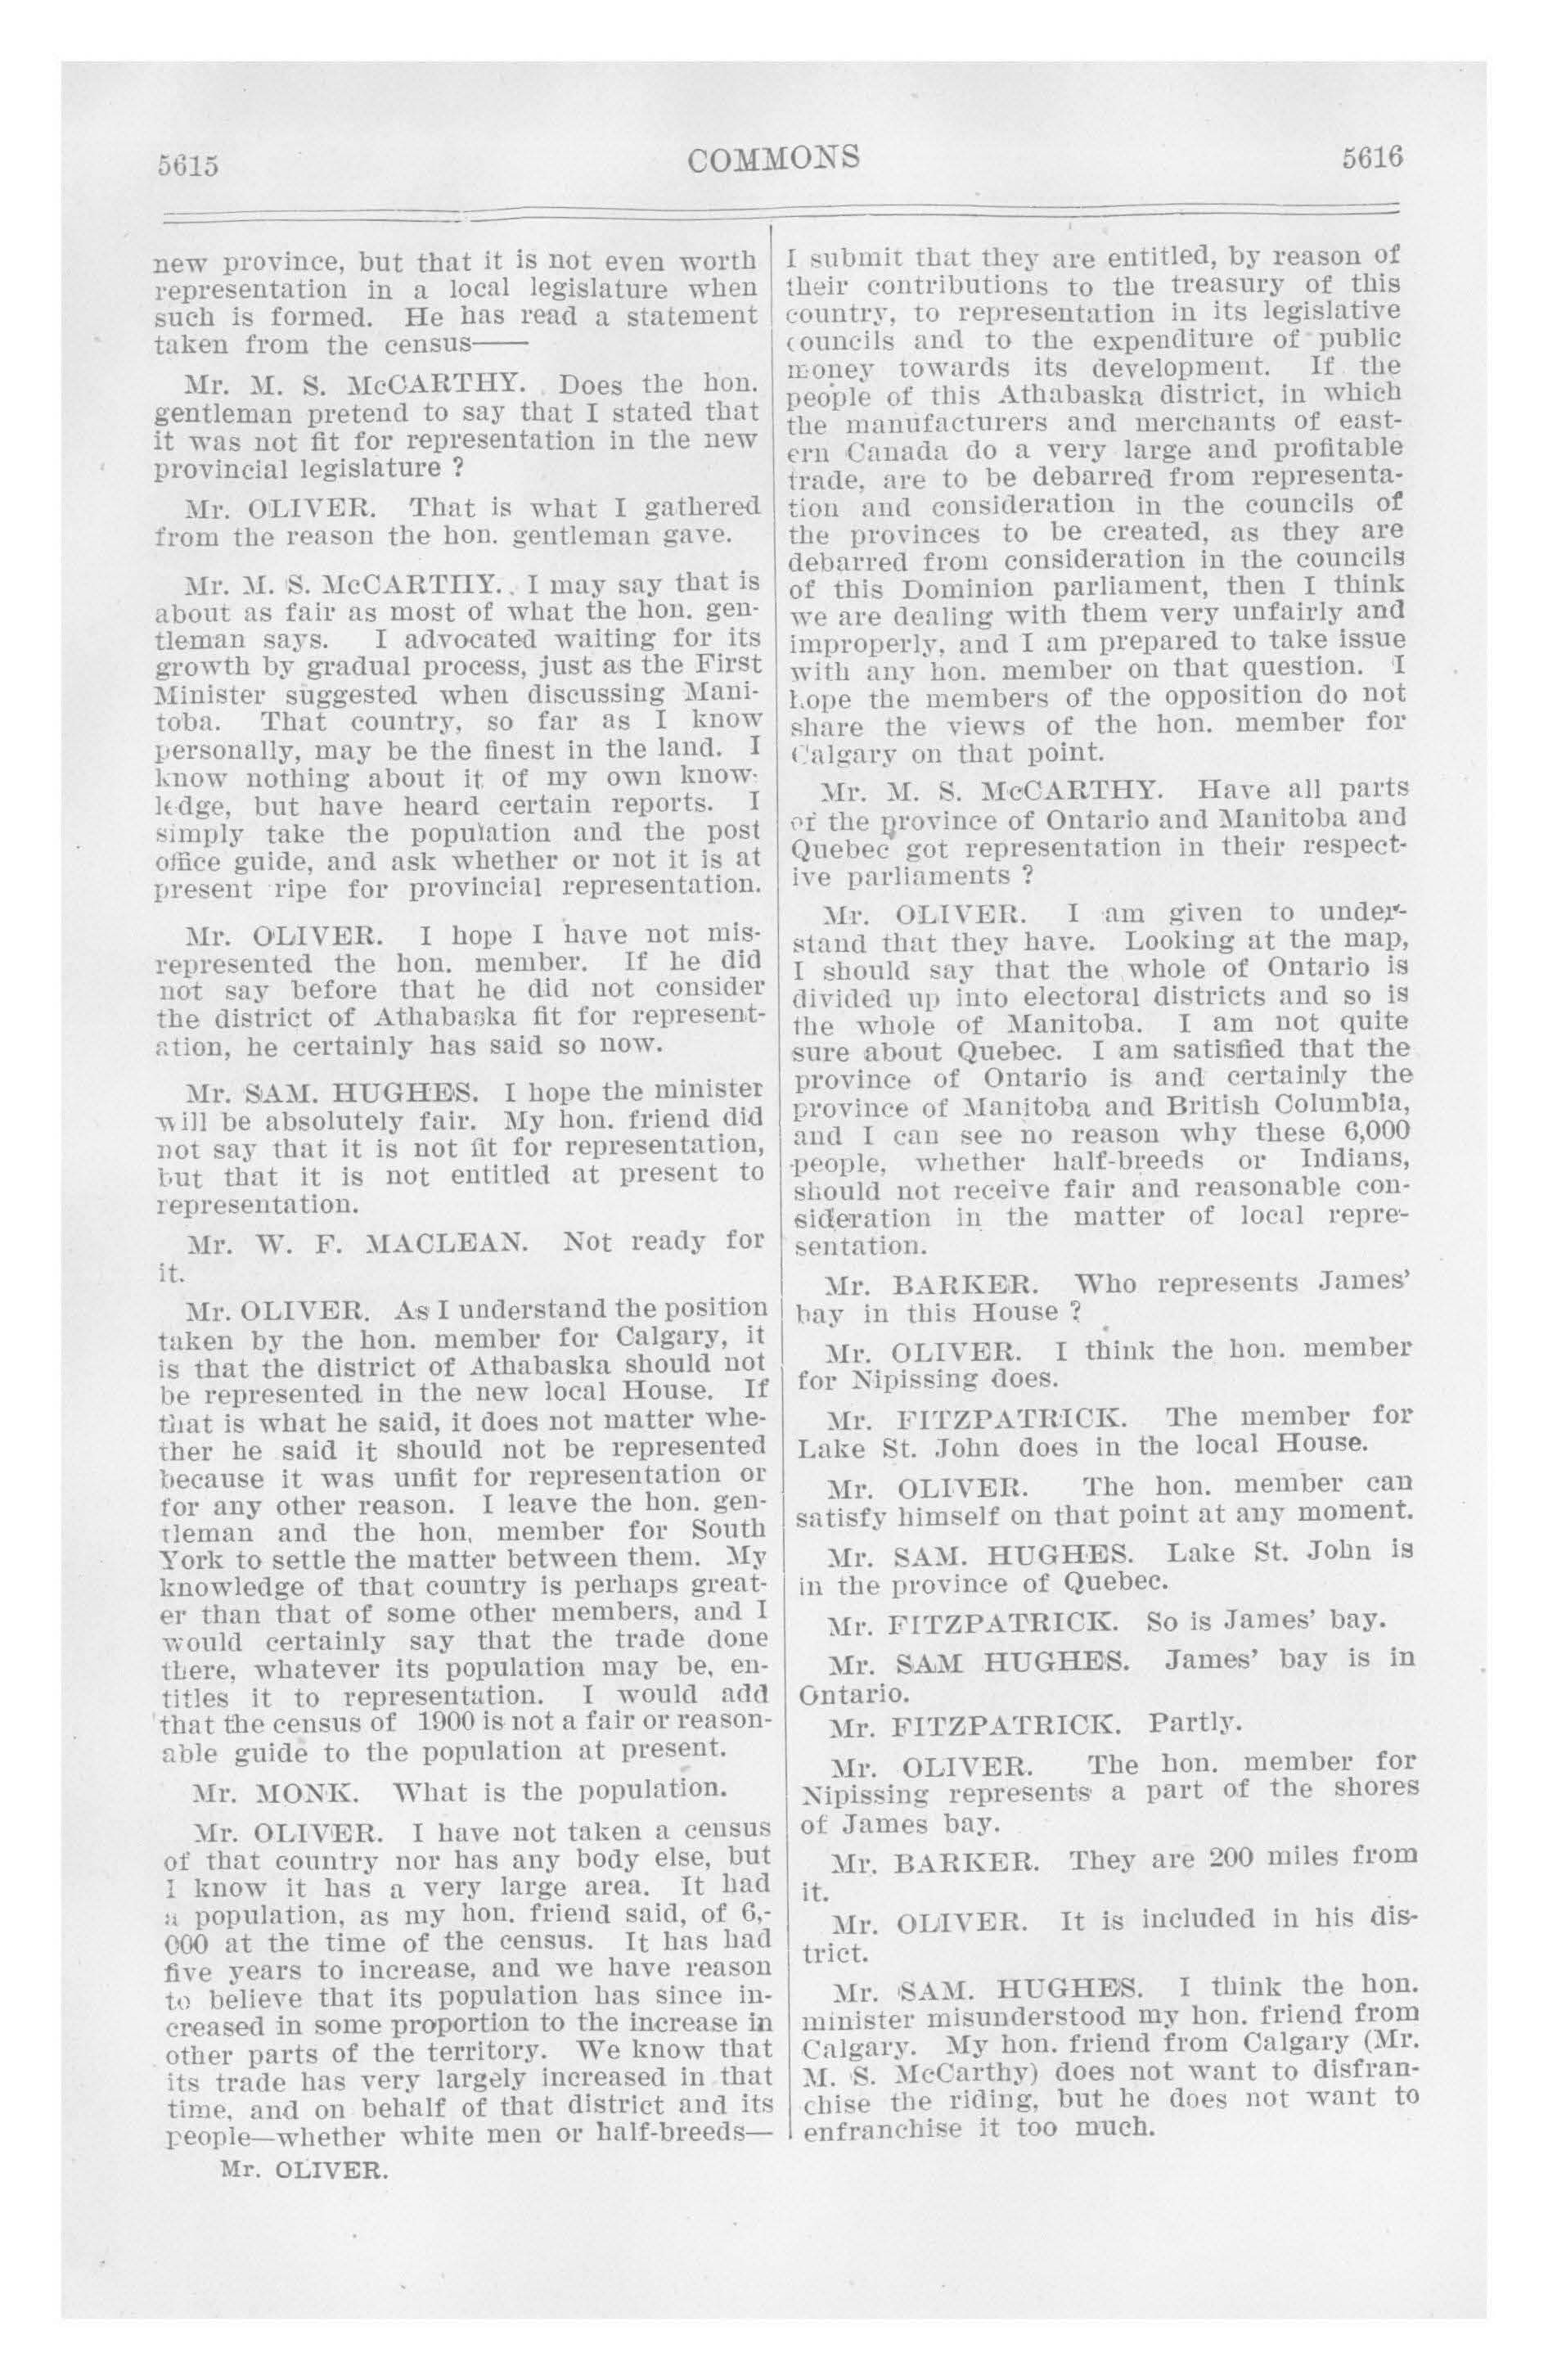 5615
COMMONS
5616
new province, but that it is not even worth
representation in a local legislature when
such is formed. He has read a statement
taken from the census——
Mr. M. S. McCARTHY. Does the hon.
gentleman pretend to say that I stated that
it was not fit for representation in the new
provincial legislature ?
Mr. OLIVER. That is what I gathered
from the reason the hon. gentleman gave.
Mr. M. S. McCARTHY. I may say that is
about as fair as most of what the hon. gen-
tleman says. I advocated waiting for its
growth by gradual process, just as the First
Minister suggested when discussing Mani-
toba. That country, so far as I know
personally, may be the finest in the land. I
know nothing about it of my own know-
ledge, but have heard certain reports. I
simply take the population and the post
office guide, and ask whether or not it is at
present ripe for provincial representation.
Mr. OLIVER. I hope I have not mis-
represented the hon. member. If he did
not say before that he did not consider
the district of Athabaska fit for represent-
ation, he certainly has said so now.
Mr. SAM. HUGHES. I hope the minister
will be absolutely fair. My hon. friend did
not say that it is not fit for representation,
but that it is not entitled at present to
representation.
Mr. W. F. MACLEAN. Not ready for
it.
Mr. OLIVER. As I understand the position
taken by the hon. member for Calgary, it
is that the district of Athabaska should not
be represented in the new local House. If
that is what he said, it does not matter whe-
ther he said it should not be represented
because it was unfit for representation or
for any other reason. I leave the hon. gen-
tleman and the hon. member for South
York to settle the matter between them. My
knowledge of that country is perhaps great-
er than that of some other members, and I
would certainly say that the trade done
there, whatever its population may be, en-
titles it to representation. I would add
that the census of 1900 is not a fair or reason-
able guide to the population at present.
Mr. MONK. What is the population.
Mr. OLIVER. I have not taken a census
of that country nor has any body else, but
I know it has a very large area. It had
a population, as my hon. friend said, of 6,-
000 at the time of the census. It has had
five years to increase, and we have reason
to believe that its population has since in-
creased in some proportion to the increase in
other parts of the territory. We know that
its trade has very largely increased in that
time, and on behalf of that district and its
people—whether white men or half-breeds—
Mr. OLIVER.
I submit that they are entitled, by reason of
their contributions to the treasury of this
country, to representation in its legislative
councils and to the expenditure of public
money towards its development. If the
people of this Athabaska district, in which
the manufacturers and merchants of east-
ern Canada do a very large and profitable
trade, are to be debarred from representa-
tion and consideration in the councils of
the provinces to be created, as they are
debarred from consideration in the councils
of this Dominion parliament, then I think
we are dealing with them very unfairly and
improperly, and I am prepared to take issue
with any hon. member on that question. I
hope the members of the opposition do not
share the views of the hon. member for
Calgary on that point.
Mr. M. S. McCARTHY. Have all parts
of the province of Ontario and Manitoba and
Quebec got representation in their respect-
ive parliaments ?
Mr. OLIVER. I am given to under-
stand that they have. Looking at the map,
I should say that the whole of Ontario is
divided up into electoral districts and so is
the whole of Manitoba. I am not quite
sure about Quebec. I am satisfied that the
province of Ontario is and certainly the
province of Manitoba and British Columbia,
and I can see no reason why these 6,000
people, whether half-breeds or Indians,
should not receive fair and reasonable con-
sideration in the matter of local repre-
sentation.
Mr. BARKER. Who represents James'
bay in this House ?
Mr. OLIVER. I think the hon. member
for Nipissing does.
Mr. FITZPATRICK. The member for
Lake St. John does in the local House.
Mr. OLIVER. The hon. member can
satisfy himself on that point at any moment.
Mr. SAM. HUGHES. Lake St. John is
in the province of Quebec.
Mr. FITZPATRICK. So is James' bay.
Mr. SAM HUGHES. James' bay is in
Ontario.
Mr. FITZPATRICK. Partly.
Mr. OLIVER. The hon. member for
Nipissing represents a part of the shores
of James bay.
Mr. BARKER. They are 200 miles from
it.
Mr. OLIVER. It is included in his dis-
trict.
Mr. SAM. HUGHES. I think the hon.
minister misunderstood my hon. friend from
Calgary. My hon. friend from Calgary (Mr.
M. S. McCarthy) does not want to disfran-
chise the riding, but he does not want to
enfranchise it too much.